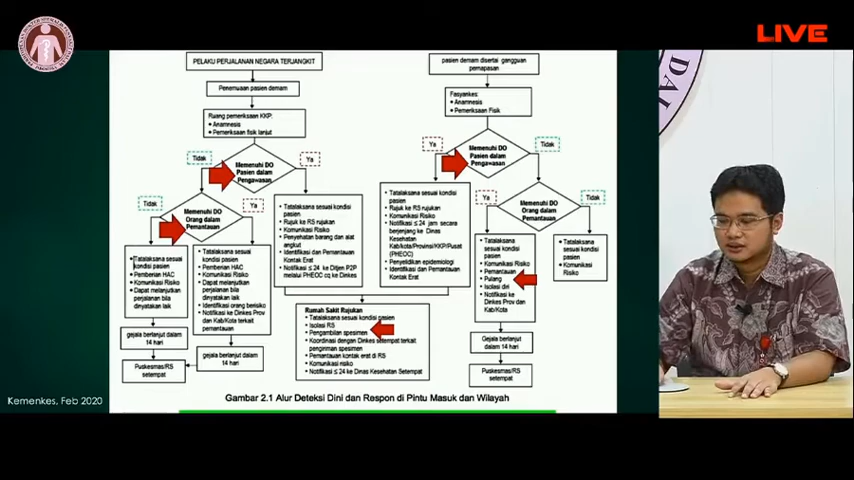 LIVE
PELAKU PERJALANAN NEGARA TERJANGKIT
Penemuaan pasien demam
Ruang pemeriksaan KKP:
• Anamnesis
• Pemeriksaan fisik lanjut
Tidak
Memenuhi DO
Pasien dalam
Pengawasan
Ya
Tidak
Memenuhi DO
Orang dalam
Pemantauan
Ya
• Tatalaksana sesuai
kondisi pasien
• Pemberian HAC
• Komunikasi Risiko
• Dapat melanjutkan
perjalanan bila
dinyatakan laik
• Tatalaksana sesuai
kondisi pasien
• Pemberian HAC
• Komunikasi Risiko
• Dapat melanjutkan
perjalanan bila
dinyatakan laik
• Identifikasi orang berisiko
• Notifikasi ke Dinkes Prov
dan Kab/Kota terkait
pemantauan
• Tatalaksana sesuai kondisi
pasien
• Rujuk ke RS rujukan
• Komunikasi Risiko
• Penyehatan barang dan alat
angkut
• Identifikasi dan Pemantauan
Kontak Erat
• Notifikasi ≤ 24 ke Ditjen P2P
melalui PHEOC cq ke Dinkes
gejala berlanjut dalam
14 hari
gejala berlanjut dalam
14 hari
Puskesmas/RS
setempat
pasien demam disertai gangguan
pernapasan
Fasyankes:
• Anamnesis
• Pemeriksaan Fisik
Ya
Memenuhi DO
Pasien dalam
Pengawasan
Tidak
• Tatalaksana sesuai kondisi
pasien
• Rujuk ke RS rujukan
• Komunikasi Risiko
• Notifikasi ≤ 24 jam secara
berjenjang ke Dinas
Kesehatan
Kab/kota/Provinsi/KKP/Pusat
(PHEOC)
• Penyelidikan epidemiologi
• Identifikasi dan Pemantauan
Kontak Erat
Ya
Memenuhi DO
Orang dalam
Pemantauan
Tidak
• Tatalaksana
sesuai kondisi
pasien
• Komunikasi Risiko
• Pemantauan
• Pulang
• Isolasi diri
• Notifikasi ke
Dinkes Prov dan
Kab/Kota
• Tatalaksana
sesuai kondisi
pasien
• Komunikasi
Risiko
Gejala berlanjut
dalam 14 hari
Puskesmas/RS
setempat
Rumah Sakit Rujukan
• Tatalaksana sesuai kondisi pasien
• Isolasi RS
• Pengambilan spesimen
• Koordinasi dengan Dinkes setempat terkait
pengiriman spesimen
• Pemantauan kontak erat di RS
• Komunikasi risiko
• Notifikasi ≤ 24 ke Dinas Kesehatan Setempat
Gambar 2.1 Alur Deteksi Dini dan Respon di Pintu Masuk dan Wilayah
Kemenkes, Feb 2020